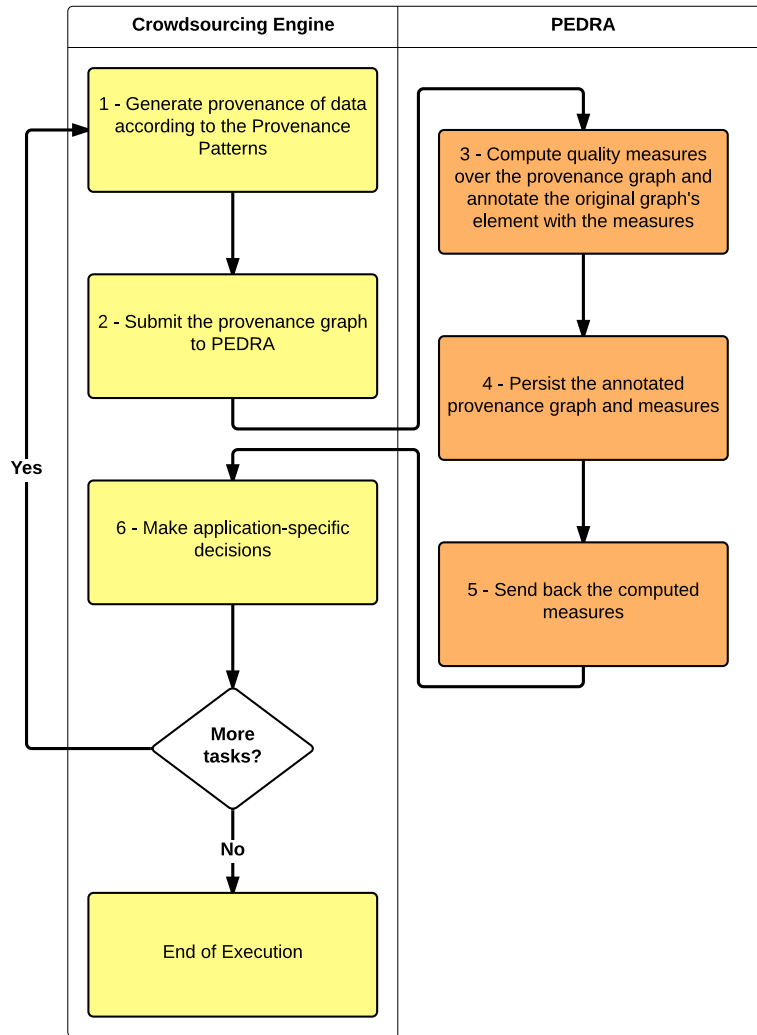 Crowdsourcing Engine
PEDRA
1 - Generate provenance of data
according to the Provenance
Patterns
2 - Submit the provenance graph
to PEDRA
3 - Compute quality measures
over the provenance graph and
annotate the original graph's
element with the measures
4 - Persist the annotated
provenance graph and measures
5 - Send back the computed
measures
6 - Make application-specific
decisions
More
tasks?
Yes
No
End of Execution